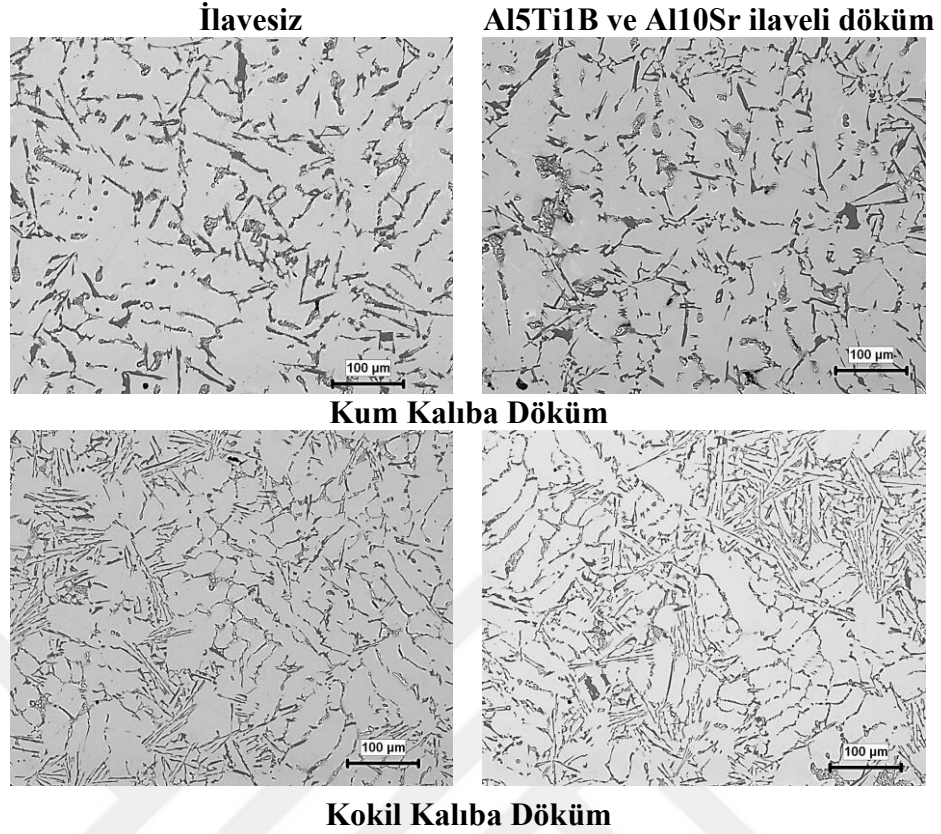 İlavesiz
Al5Ti1B ve Al10Sr ilaveli döküm
100 µm
100 µm
Kum Kalıba Döküm
100 µm
100 µm
Kokil Kalıba Döküm